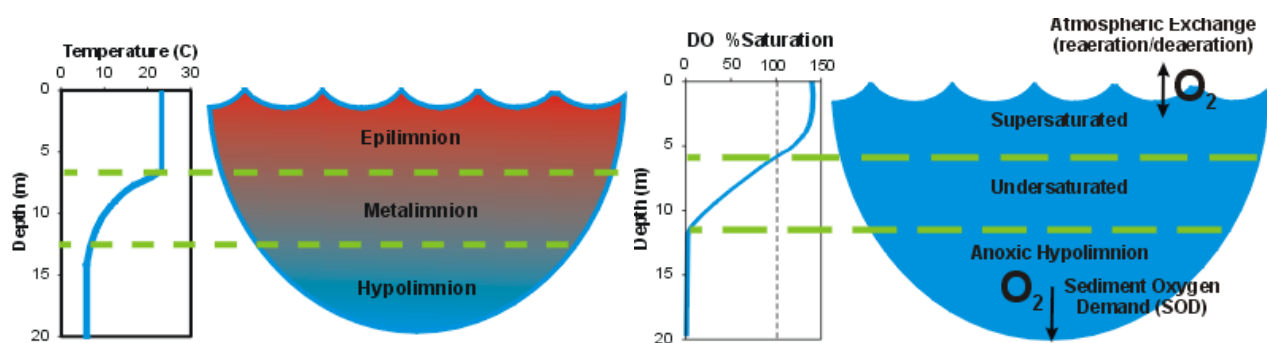 Temperature (C)
0 10 20 30
0
5
10
15
20
Depth (m)
Epilimnion
Metalimnion
Hypolimnion
DO %Saturation
0 50 100 150
0
5
10
15
20
Depth (m)
Atmospheric Exchange
(reaeration/deaeration)
O2
Supersaturated
Undersaturated
Anoxic Hypolimnion
O2
Sediment Oxygen
Demand (SOD)